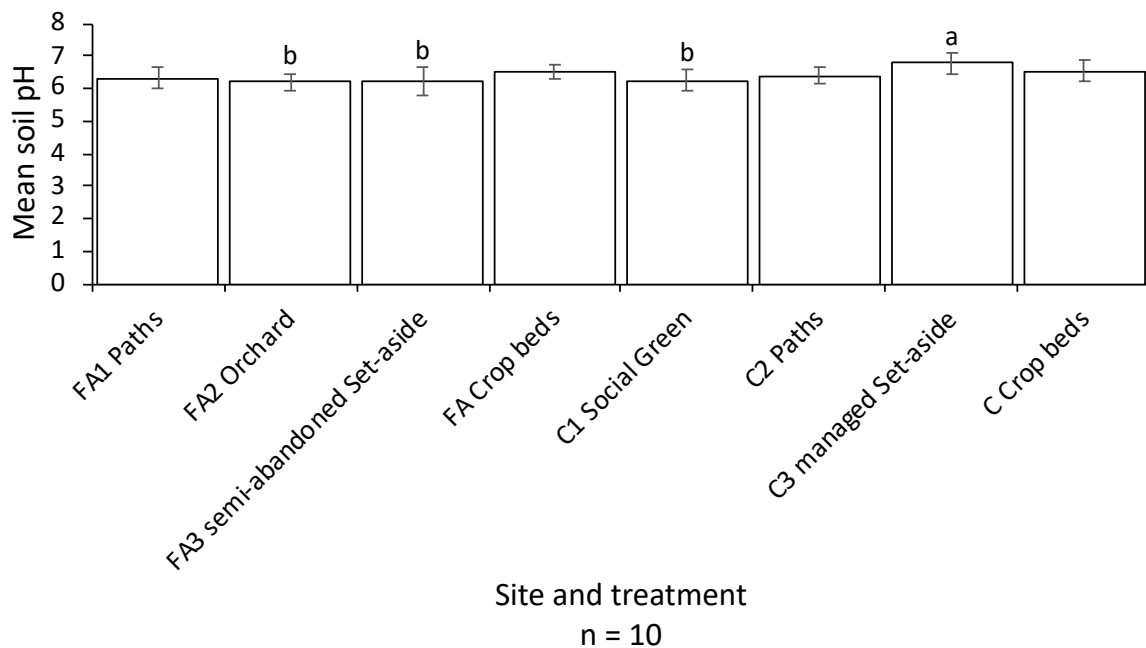 Mean soil pH
8
7
6
5
4
3
2
1
0
b
b
b
a
FA1 Paths
FA2 Orchard
FA3 semi-abandoned Set-aside
FA Crop beds
C1 Social Green
C2 Paths
C3 managed Set-aside
C Crop beds
Site and treatment
n = 10